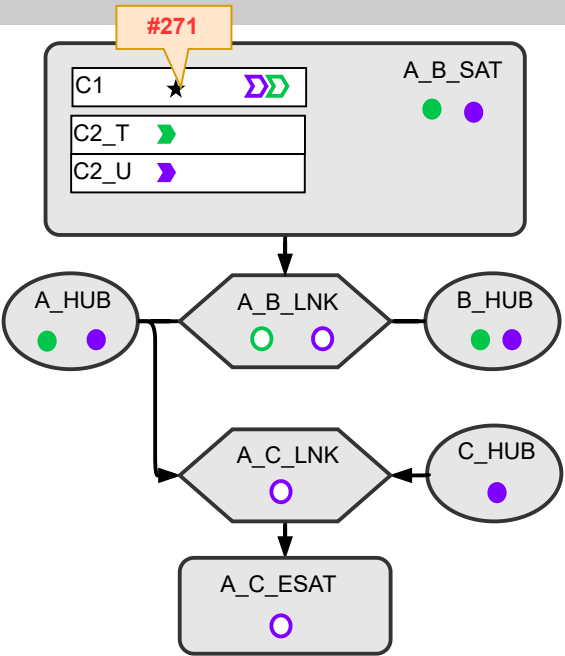 #271
A_B_SAT
C1
C2_T
C2_U
A_HUB
A_B_LNK
B_HUB
A_C_LNK
C_HUB
A_C_ESAT